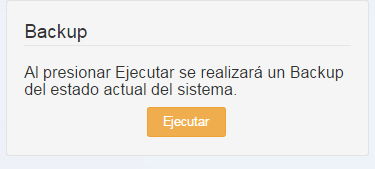 Backup
Al presionar Ejecutar se realizará un Backup
del estado actual del sistema.
Ejecutar